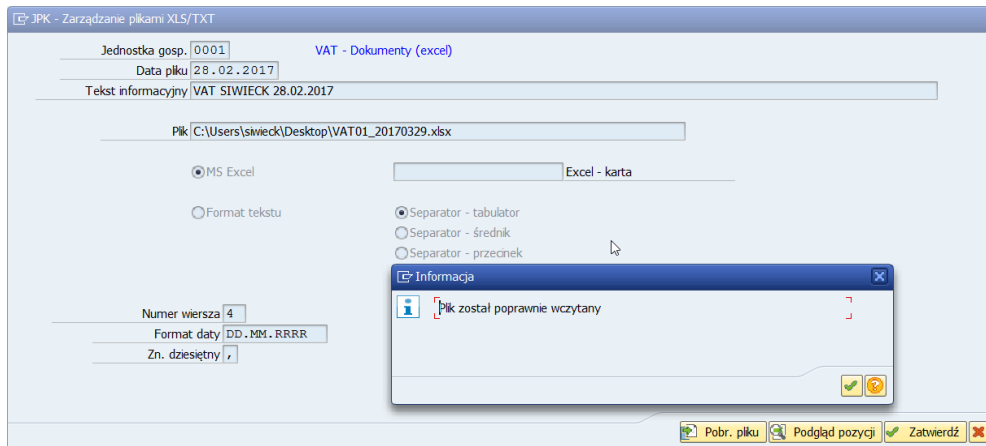 JPK - Zarządzanie plikami XLS/TXT
Jednostka gosp. 0001 VAT - Dokumenty (excel)
Data pliku 28.02.2017
Tekst informacyjny VAT SIWIECK 28.02.2017
Plik C:\Users\siwieck\Desktop\VAT01_20170329.xlsx
MS Excel Excel - karta
Format tekstu Separator - tabulator
Separator - średnik
Separator - przecinek
Informacja
Plik został poprawnie wczytany
Numer wiersza 4
Format daty DD.MM.RRRR
Zn. dziesiętny ,
Pobr. pliku Podgląd pozycji Zatwierdź